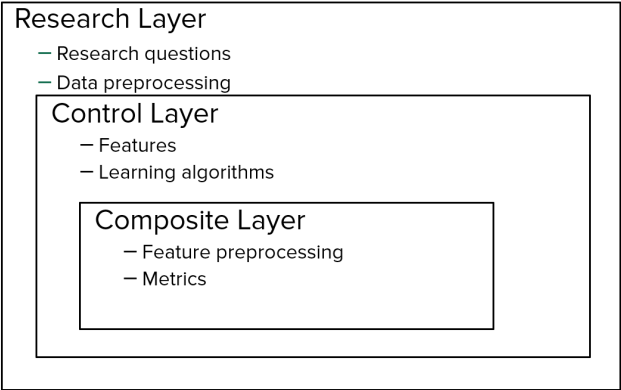 Research Layer
– Research questions
– Data preprocessing
Control Layer
– Features
– Learning algorithms
Composite Layer
– Feature preprocessing
– Metrics